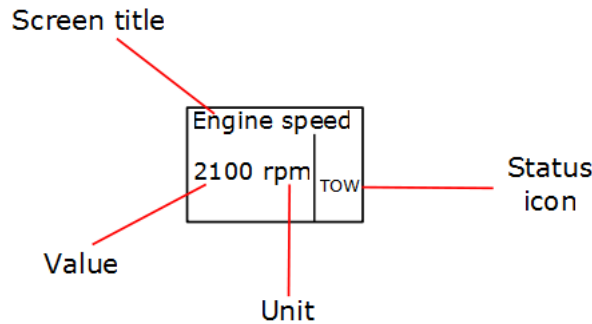 Screen title
Engine speed
2100 rpm
TOW
Status
icon
Value
Unit